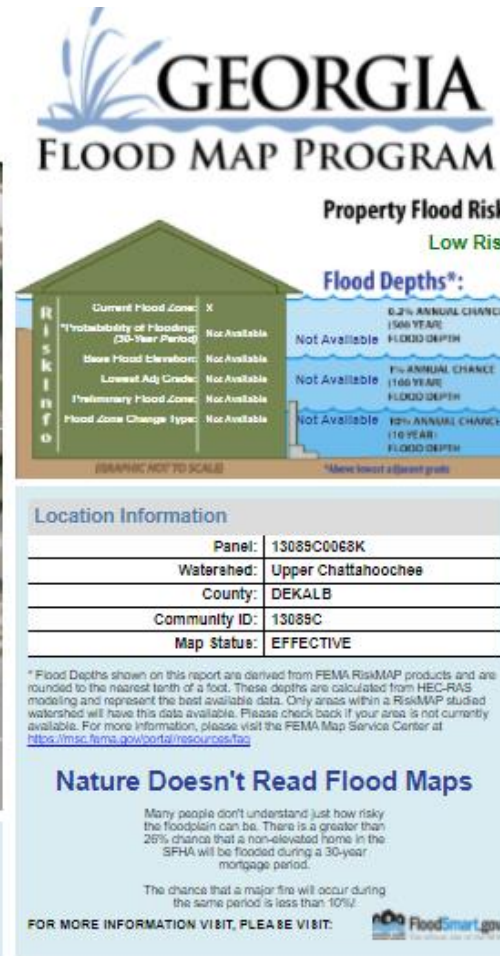 GEORGIA
FLOOD MAP PROGRAM
Property Flood Risk
Low Ris
Flood Depths*:
Risk Info
Current Flood Zone: X
*Probability of Flooding: Not Available
(30-Year Period)
Base Flood Elevation: Not Available
Lowest Adj Grade: Not Available
Preliminary Flood Zone: Not Available
Flood Zone Change Type: Not Available
Not Available
0.2% ANNUAL CHANCE
(500 YEAR)
FLOOD DEPTH
Not Available
1% ANNUAL CHANCE
(100 YEAR)
FLOOD DEPTH
Not Available
10% ANNUAL CHANCE
(10 YEAR)
FLOOD DEPTH
(GRAPHIC NOT TO SCALE)
*Above lowest adjacent grade
Location Information
Panel: 13089C0068K
Watershed: Upper Chattahoochee
County: DEKALB
Community ID: 13089C
Map Status: EFFECTIVE
* Flood Depths shown on this report are derived from FEMA RiskMAP products and are
rounded to the nearest tenth of a foot. These depths are calculated from HEC-RAS
modeling and represent the best available data. Only areas within a RiskMAP studied
watershed will have this data available. Please check back if your area is not currently
available. For more information, please visit the FEMA Map Service Center at
https://msc.fema.gov/portal/resources/faq
Nature Doesn't Read Flood Maps
Many people don't understand just how risky
the floodplain can be. There is a greater than
26% chance that a non-elevated home in the
SFHA will be flooded during a 30-year
mortgage period.
The chance that a major fire will occur during
the same period is less than 10%!
FOR MORE INFORMATION VISIT, PLEASE VISIT:
FloodSmart.gov